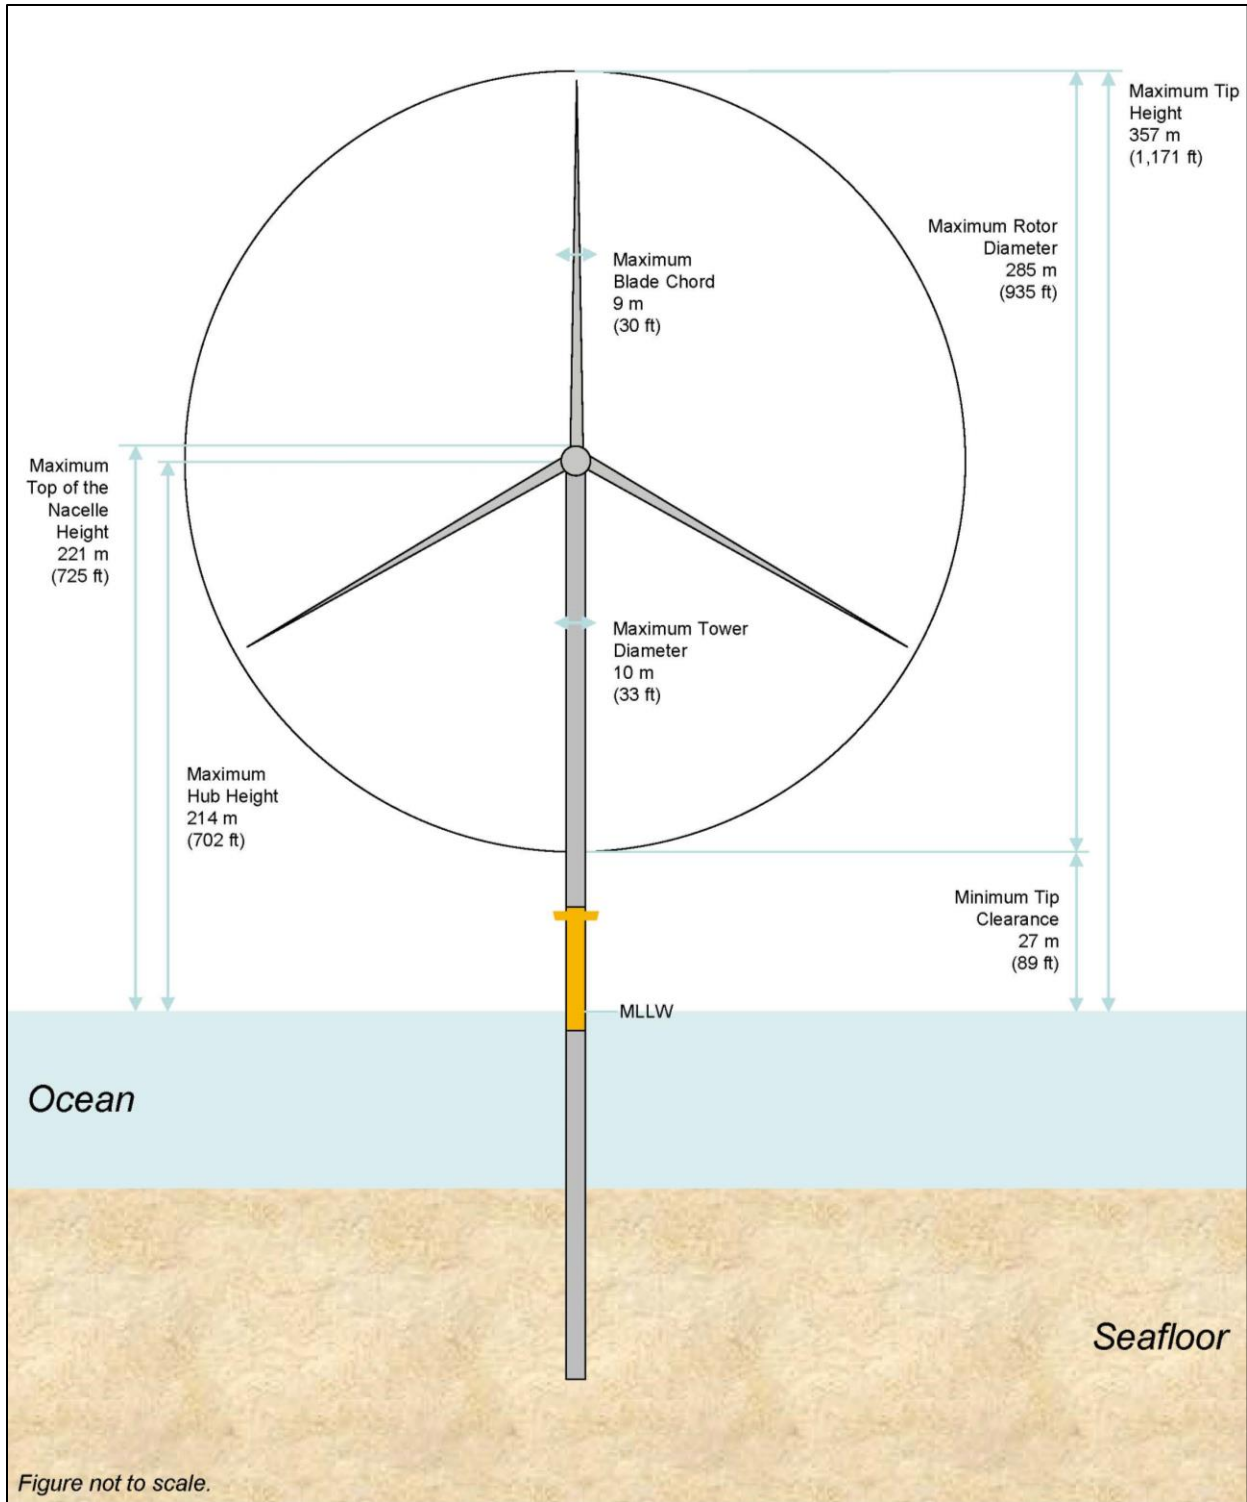 Maximum Tip
Height
357 m
(1,171 ft)
Maximum Rotor
Diameter
285 m
(935 ft)
Maximum
Blade Chord
9 m
(30 ft)
Maximum
Top of the
Nacelle
Height
221 m
(725 ft)
Maximum Tower
Diameter
10 m
(33 ft)
Maximum
Hub Height
214 m
(702 ft)
Minimum Tip
Clearance
27 m
(89 ft)
MLLW
Ocean
Seafloor
Figure not to scale.